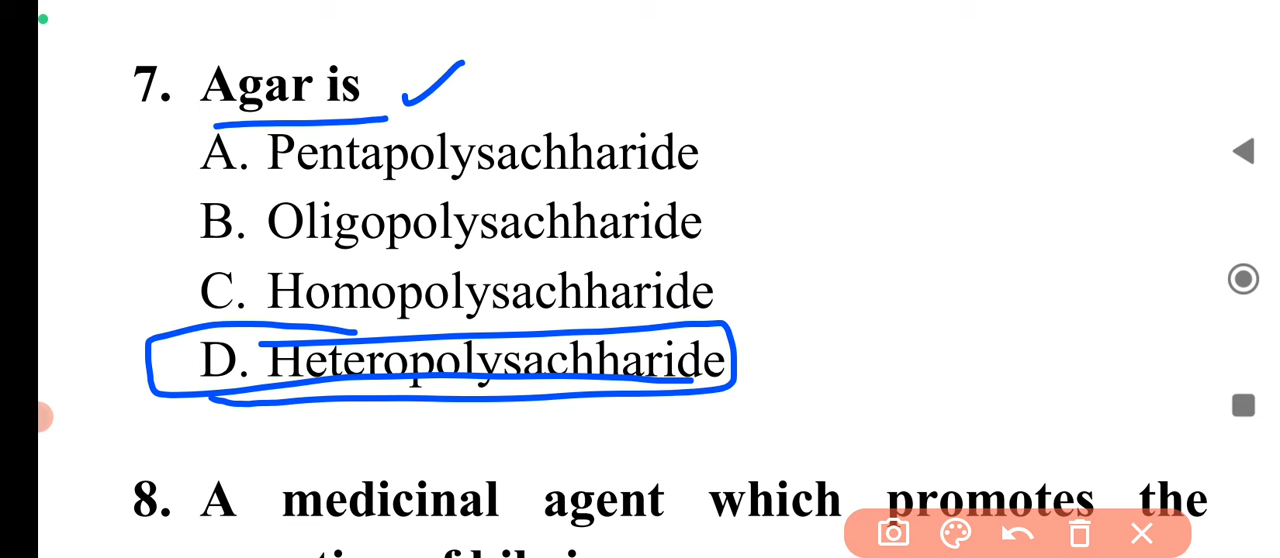 7. Agar is
A. Pentapolysachharide
B. Oligopolysachharide
C. Homopolysachharide
D. Heteropolysachharide
8. A medicinal agent which promotes the